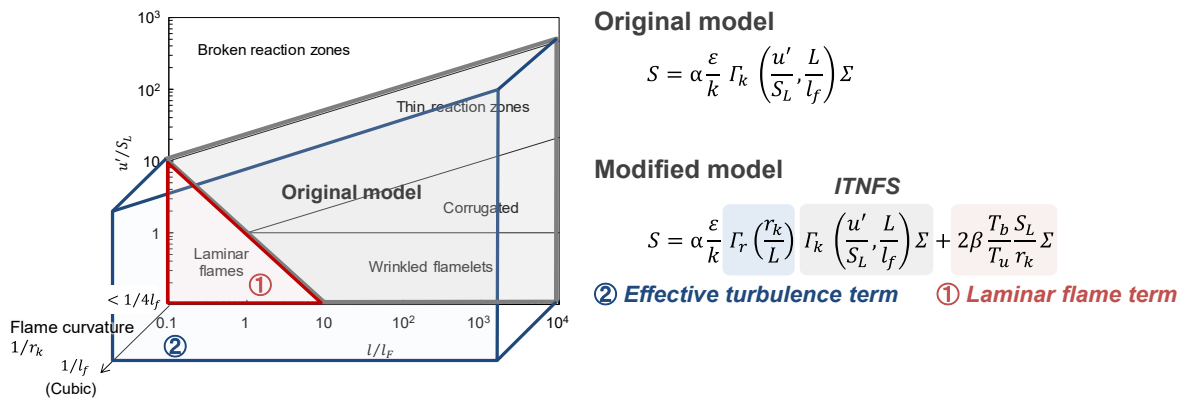 10³
Broken reaction zones
10²
Thin reaction zones
u′/S_L
10
Original model
Corrugated
1
Laminar
flames
①
Wrinkled flamelets
< 1/4l_f
0.1
1
10
10²
10³
10⁴
Flame curvature
1/r_k
②
l/l_F
1/l_f
(Cubic)
Original model
S = α ε/k Γ_k (u′/S_L, L/l_f) Σ
Modified model
ITNFS
S = α ε/k Γ_r (r_k/L) Γ_k (u′/S_L, L/l_f) Σ + 2β T_b/T_u S_L/r_k Σ
② Effective turbulence term
① Laminar flame term